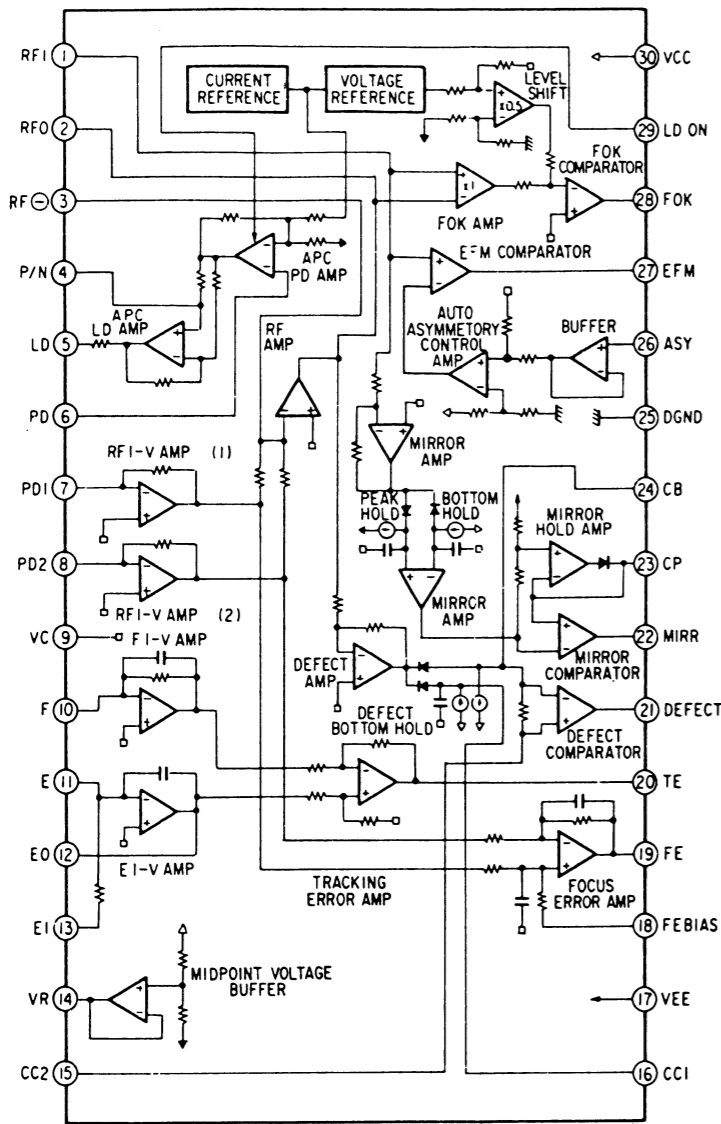 RFI 1
RFO 2
RF⊖ 3
P/N 4
LD 5
PD 6
PD1 7
PD2 8
VC 9
F 10
E 11
EO 12
EI 13
VR 14
CC2 15
30 VCC
29 LD ON
28 FOK
27 EFM
26 ASY
25 DGND
24 CB
23 CP
22 MIRR
21 DEFECT
20 TE
19 FE
18 FEBIAS
17 VEE
16 CC1
CURRENT
REFERENCE
VOLTAGE
REFERENCE
LEVEL
SHIFT
×0.5
FOK
COMPARATOR
×1
FOK AMP
APC
PD AMP
EFM COMPARATOR
APC
LD AMP
RF
AMP
AUTO
ASYMMETORY
CONTROL
AMP
BUFFER
RF1-V AMP (1)
MIRROR
AMP
PEAK
HOLD
BOTTOM
HOLD
MIRROR
HOLD AMP
RF1-V AMP (2)
MIRROR
AMP
F1-V AMP
MIRROR
COMPARATOR
DEFECT
AMP
DEFECT
BOTTOM HOLD
DEFECT
COMPARATOR
E1-V AMP
TRACKING
ERROR AMP
FOCUS
ERROR AMP
MIDPOINT VOLTAGE
BUFFER